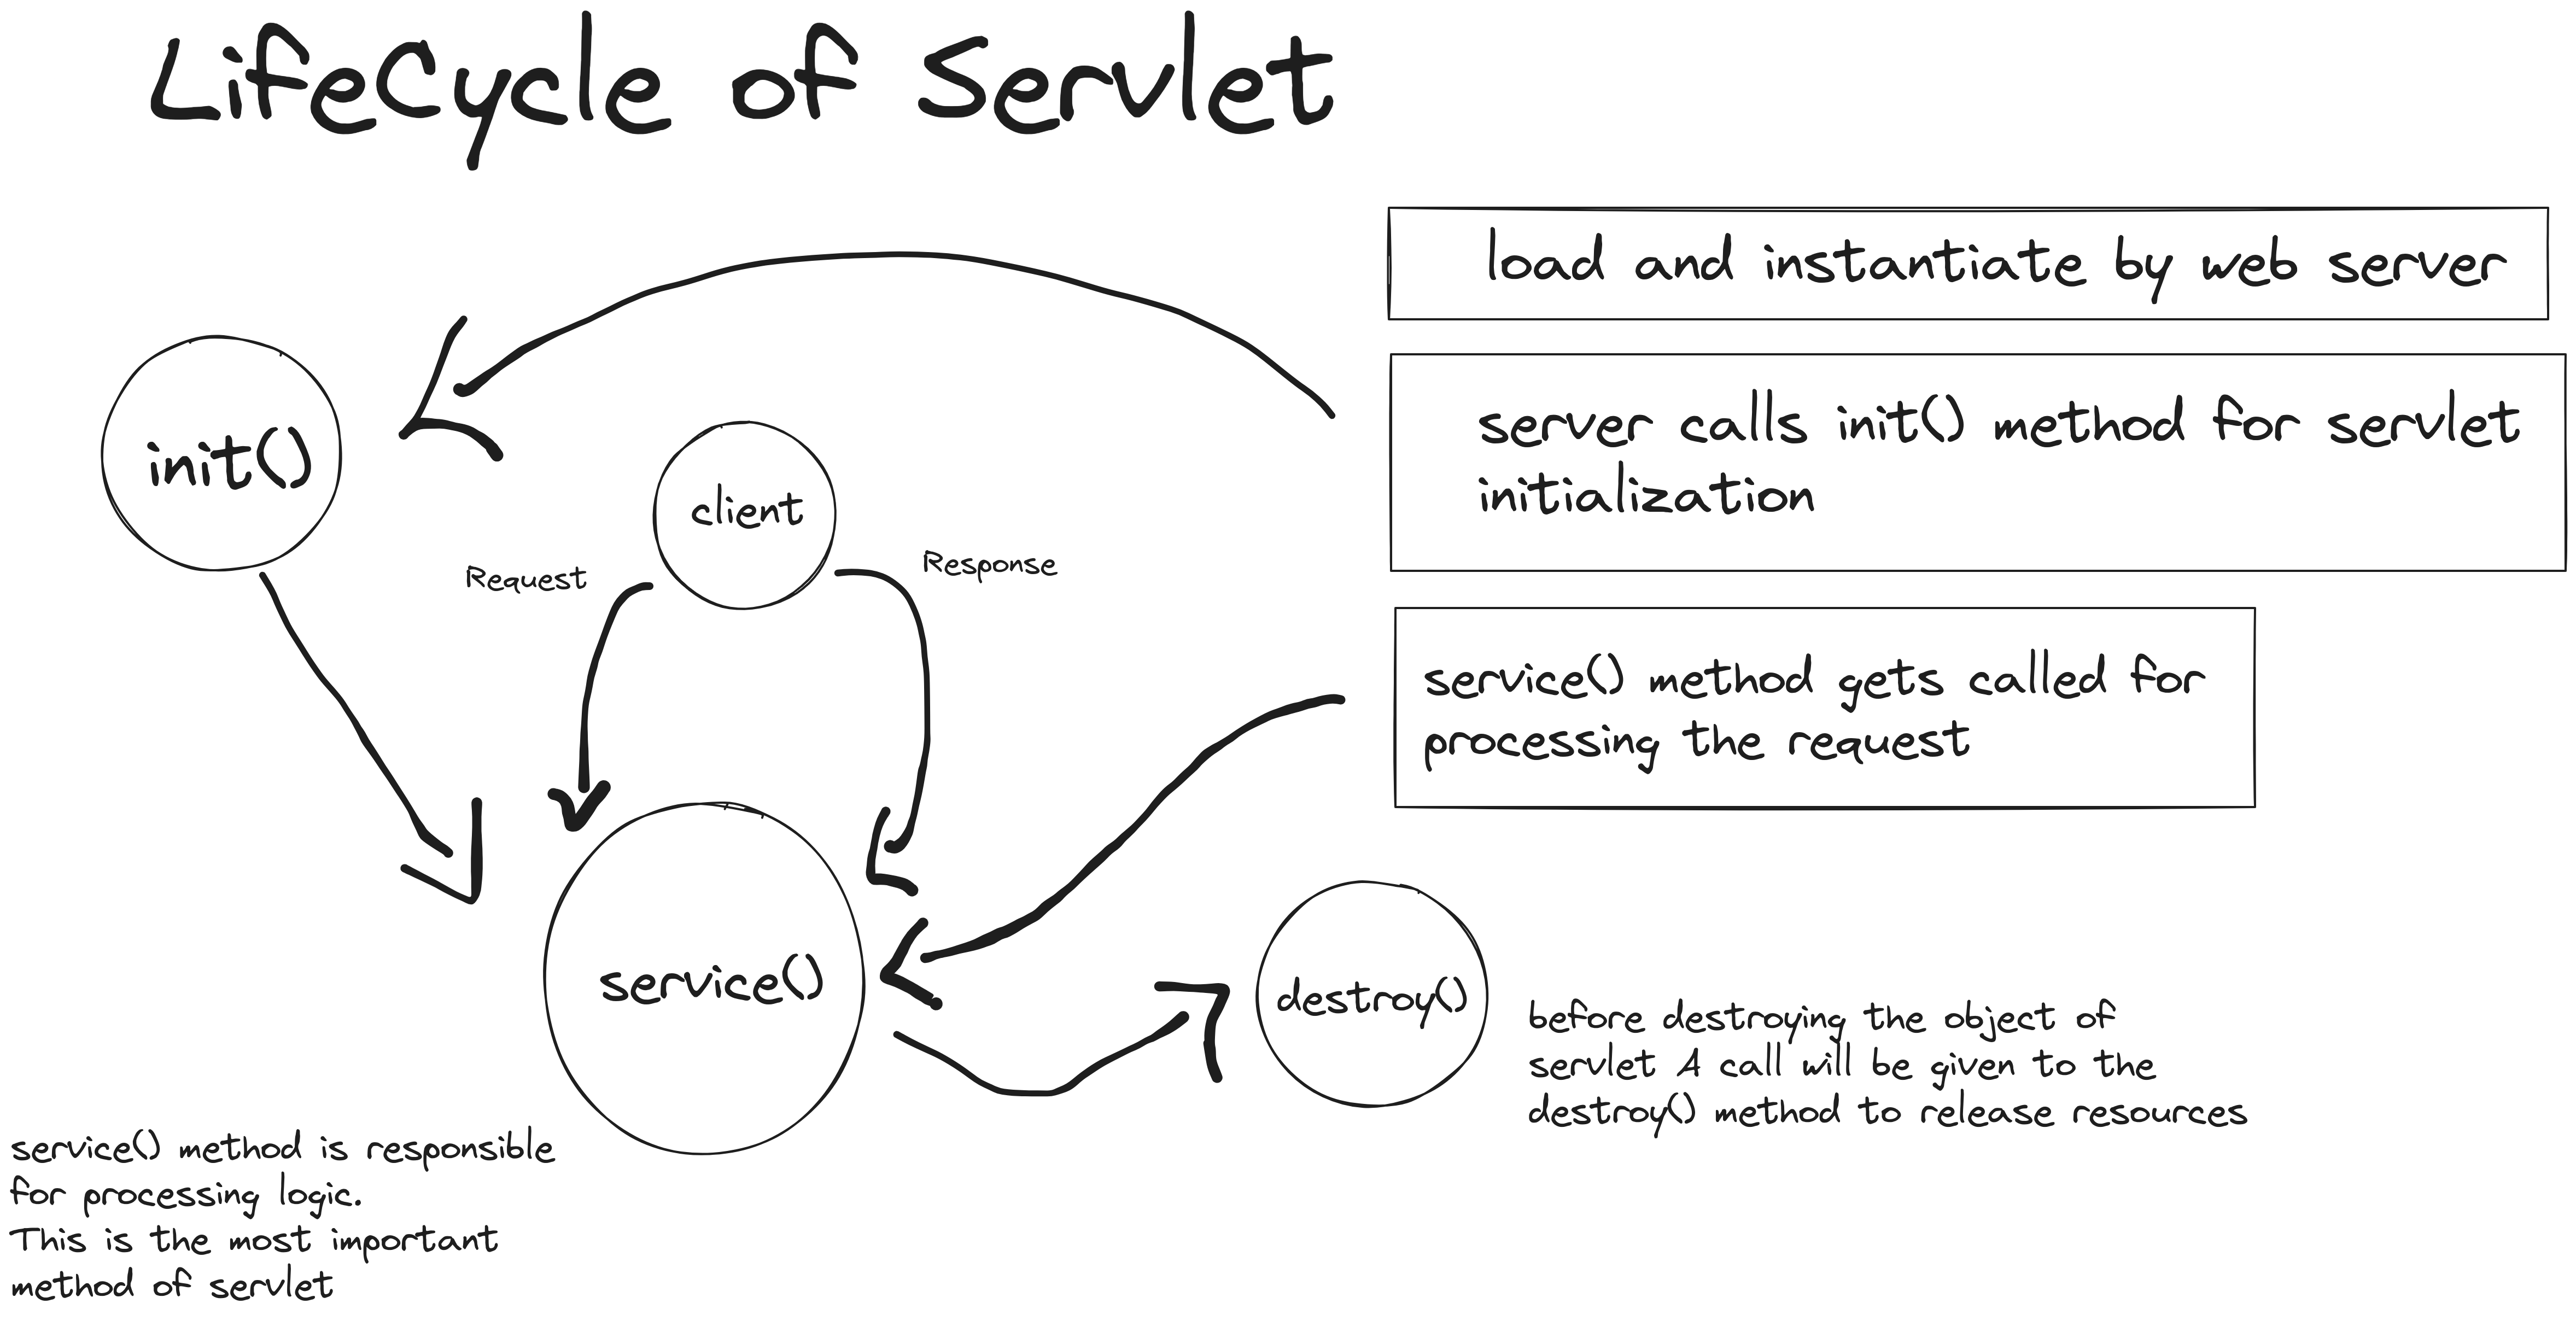 LifeCycle of Servlet
load and instantiate by web server
server calls init() method for servlet
initialization
init()
client
Request
Response
service() method gets called for
processing the request
service()
destroy()
before destroying the object of
servlet A call will be given to the
destroy() method to release resources
service() method is responsible
for processing logic.
This is the most important
method of servlet